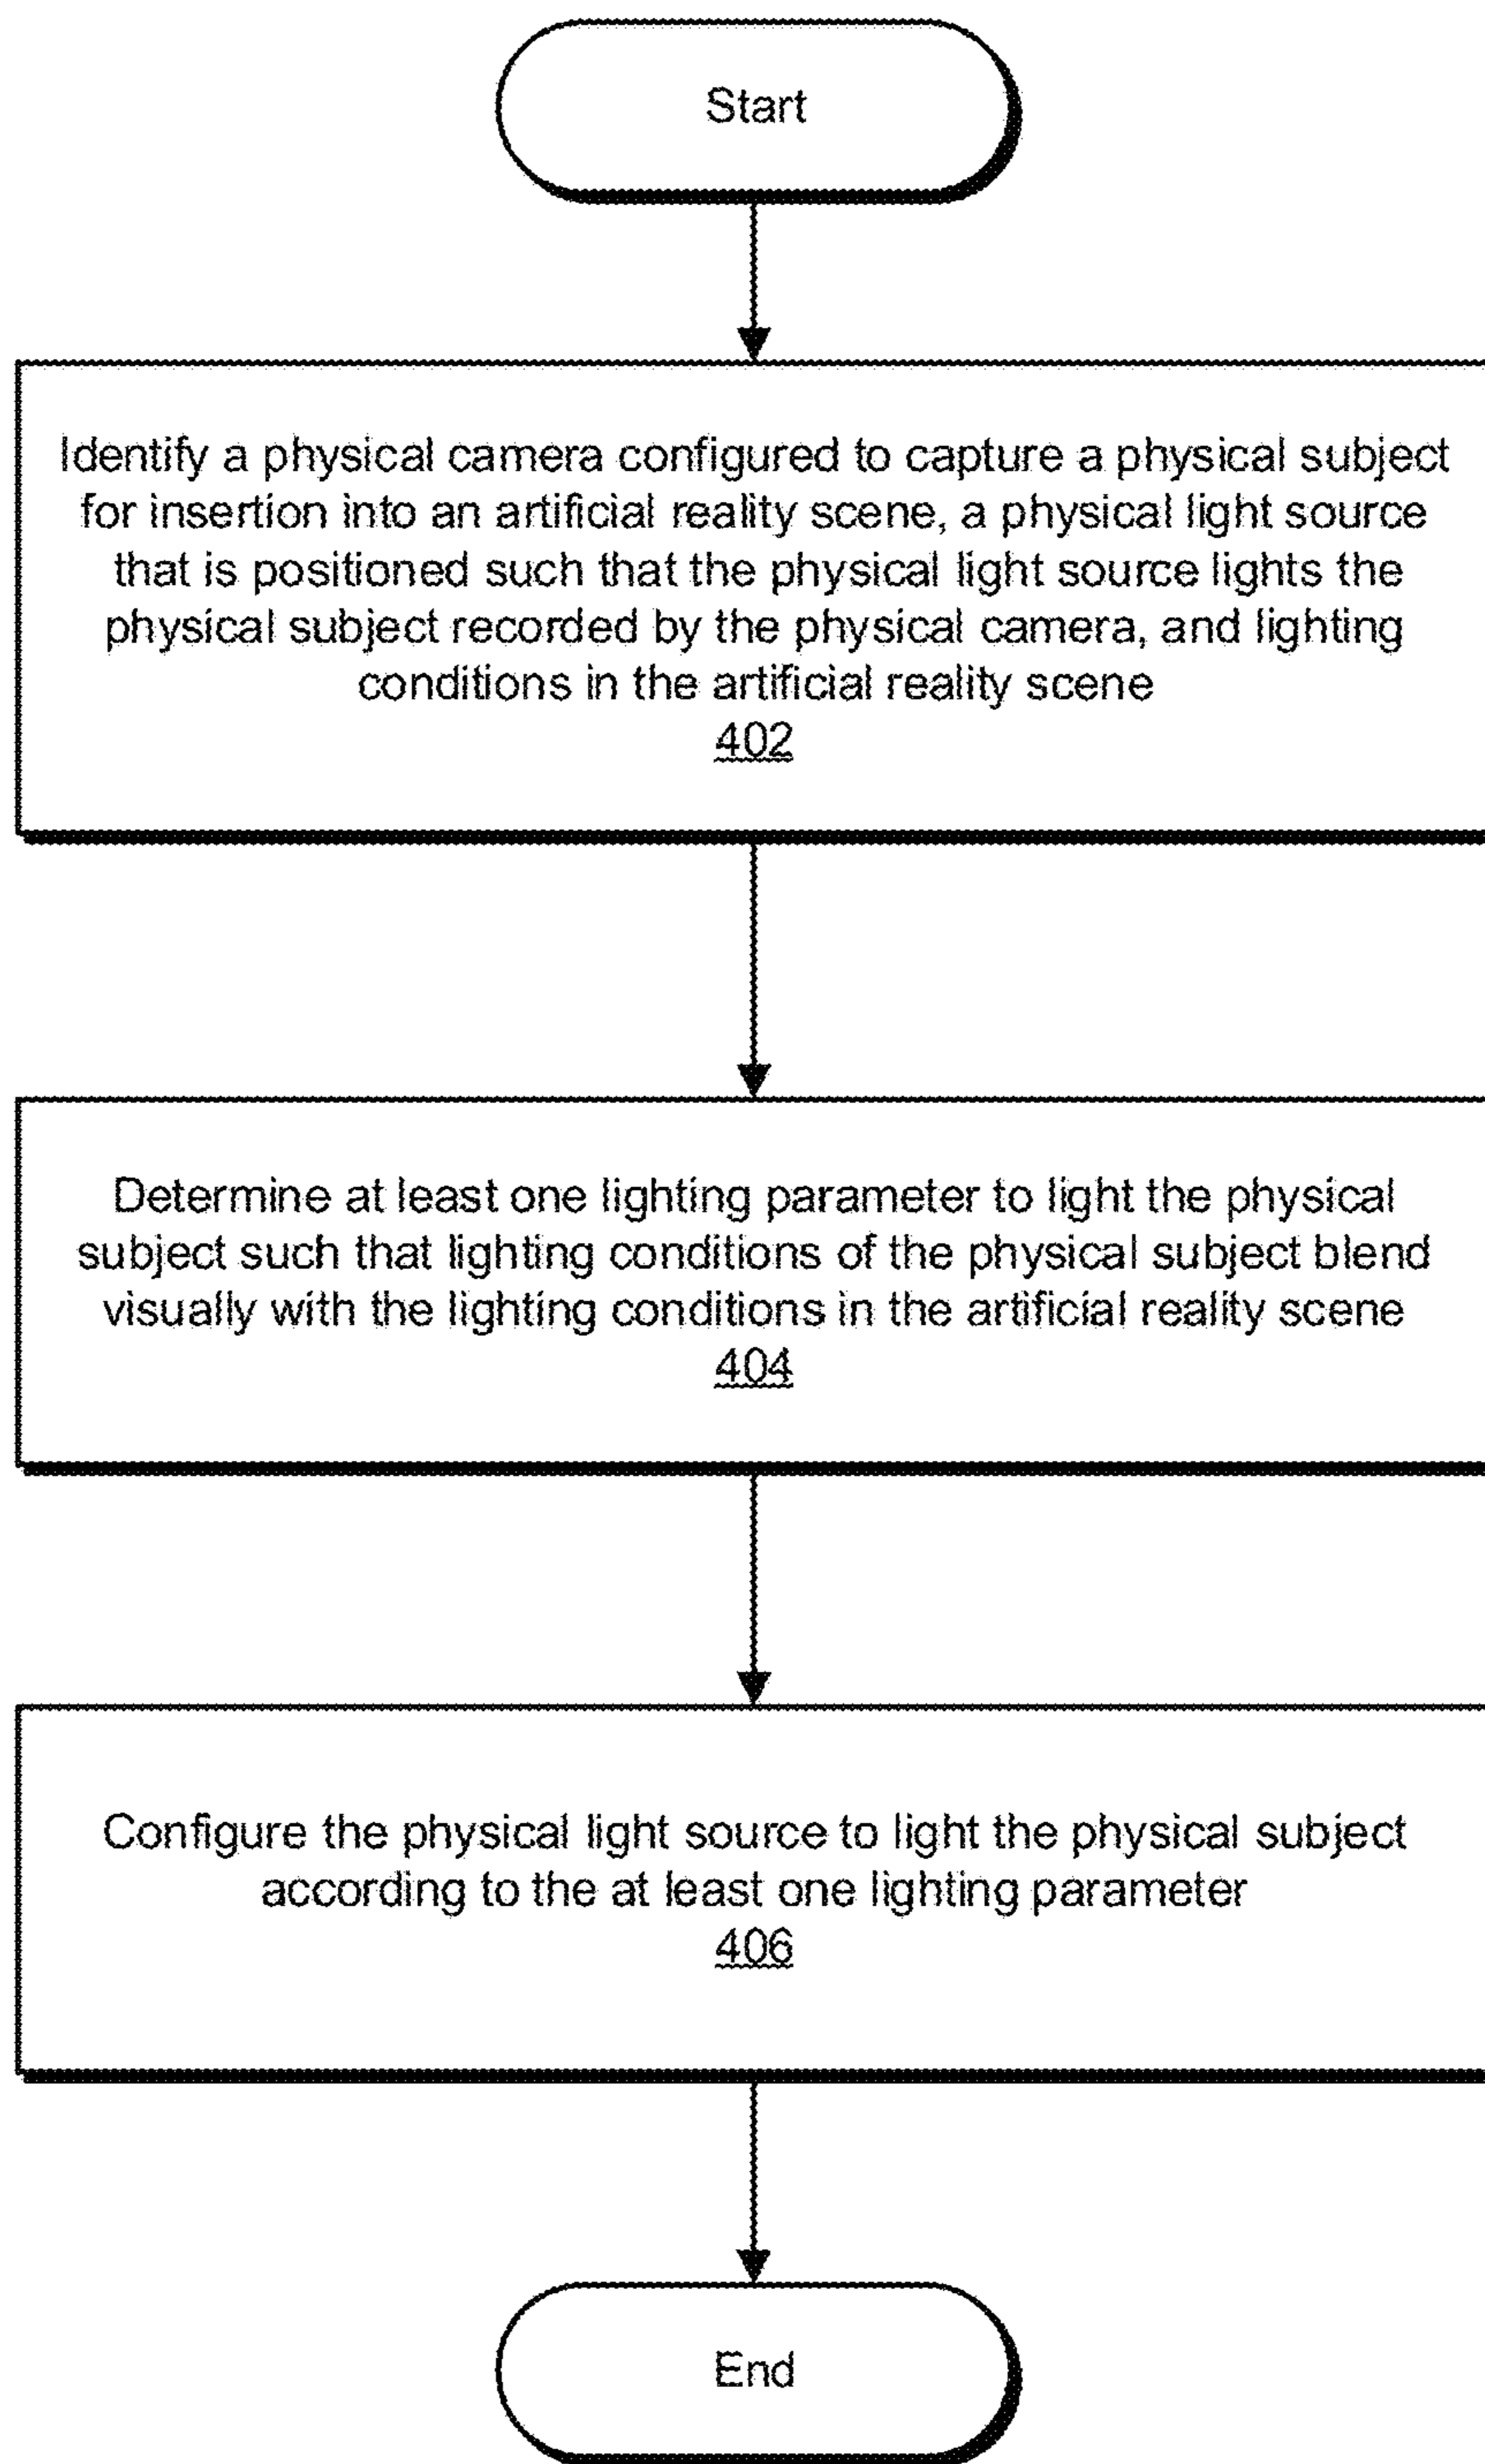 Start
Identify a physical camera configured to capture a physical subject
for insertion into an artificial reality scene, a physical light source
that is positioned such that the physical light source lights the
physical subject recorded by the physical camera, and lighting
conditions in the artificial reality scene
402
Determine at least one lighting parameter to light the physical
subject such that lighting conditions of the physical subject blend
visually with the lighting conditions in the artificial reality scene
404
Configure the physical light source to light the physical subject
according to the at least one lighting parameter
406
End